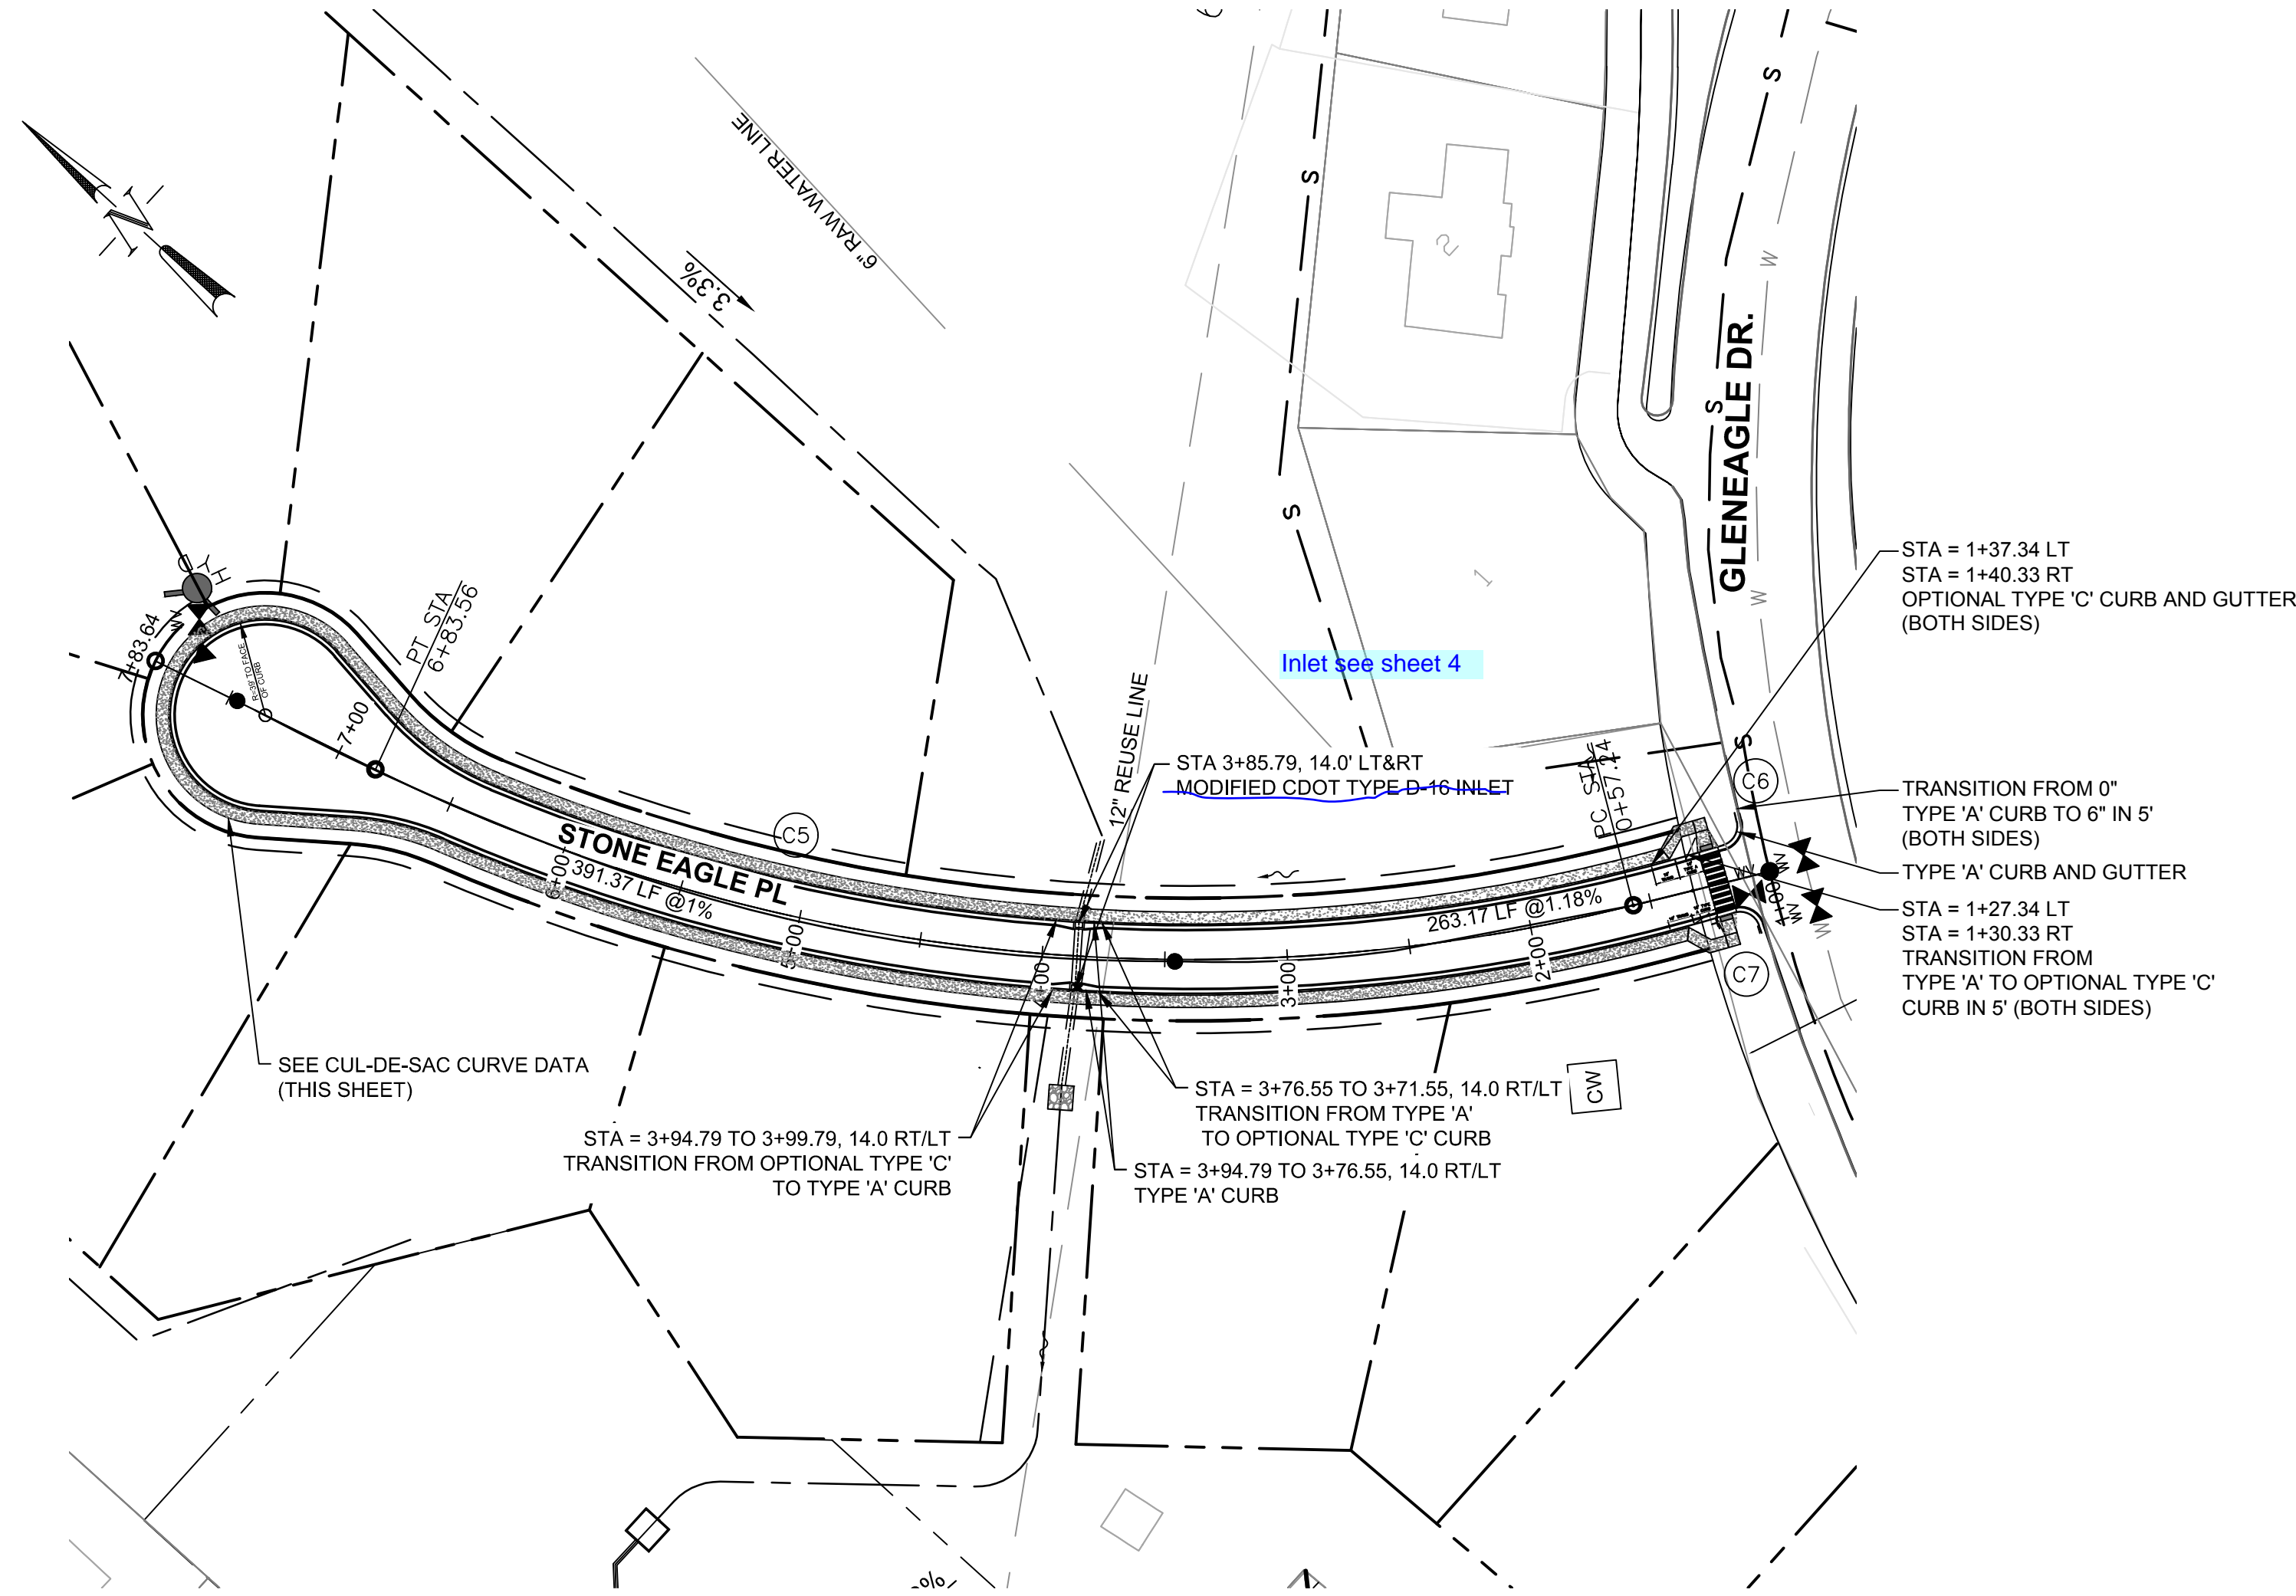 6" RAW WATER LINE
3.3%
N
S
S
S
S
S
S
W
W
W
W
2
1
GLENEAGLE DR.
STA = 1+37.34 LT
STA = 1+40.33 RT
OPTIONAL TYPE 'C' CURB AND GUTTER
(BOTH SIDES)
HYD
7+83.64
R=39' TO FACE
OF CURB
PT STA
6+83.56
7+00
Inlet see sheet 4
12" REUSE LINE
STA 3+85.79, 14.0' LT&RT
MODIFIED CDOT TYPE D-16 INLET
PC STA
0+57.24
C6
TRANSITION FROM 0"
TYPE 'A' CURB TO 6" IN 5'
(BOTH SIDES)
TYPE 'A' CURB AND GUTTER
C5
STONE EAGLE PL
391.37 LF @1%
263.17 LF @1.18%
6+00
5+00
4+00
3+00
2+00
C7
STA = 1+27.34 LT
STA = 1+30.33 RT
TRANSITION FROM
TYPE 'A' TO OPTIONAL TYPE 'C'
CURB IN 5' (BOTH SIDES)
SEE CUL-DE-SAC CURVE DATA
(THIS SHEET)
STA = 3+76.55 TO 3+71.55, 14.0 RT/LT
TRANSITION FROM TYPE 'A'
TO OPTIONAL TYPE 'C' CURB
CW
STA = 3+94.79 TO 3+99.79, 14.0 RT/LT
TRANSITION FROM OPTIONAL TYPE 'C'
TO TYPE 'A' CURB
STA = 3+94.79 TO 3+76.55, 14.0 RT/LT
TYPE 'A' CURB